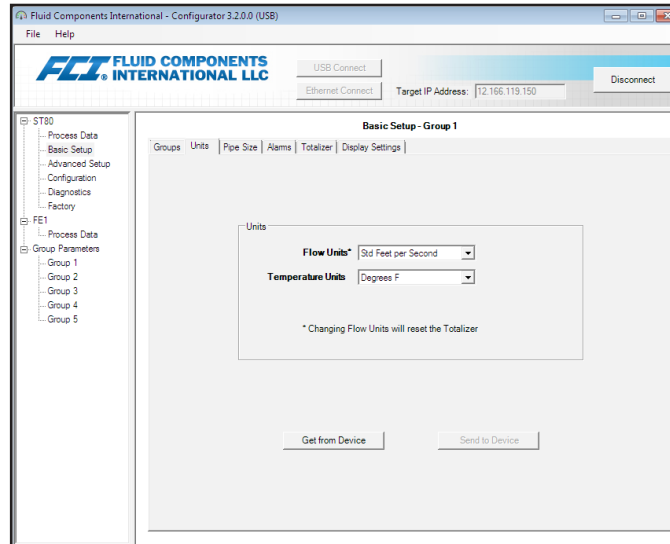 Fluid Components International - Configurator 3.2.0.0 (USB)
File Help
FCI FLUID COMPONENTS
® INTERNATIONAL LLC
USB Connect
Ethernet Connect
Target IP Address: 12.166.119.150
Disconnect
ST80
Process Data
Basic Setup
Advanced Setup
Configuration
Diagnostics
Factory
FE1
Process Data
Group Parameters
Group 1
Group 2
Group 3
Group 4
Group 5
Basic Setup - Group 1
Groups Units Pipe Size Alarms Totalizer Display Settings
Units
Flow Units* Std Feet per Second
Temperature Units Degrees F
* Changing Flow Units will reset the Totalizer
Get from Device Send to Device